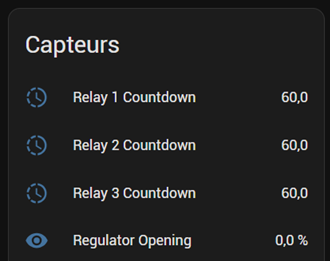 Capteurs
Relay 1 Countdown 60,0
Relay 2 Countdown 60,0
Relay 3 Countdown 60,0
Regulator Opening 0,0 %